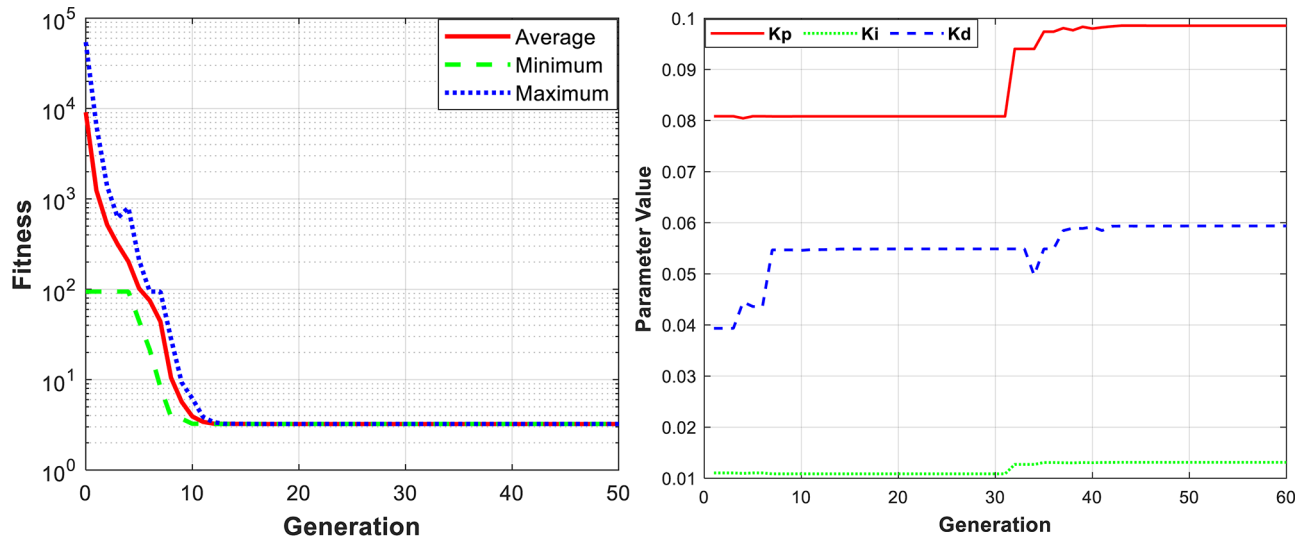 Fitness
10^5
10^4
10^3
10^2
10^1
10^0
Average
Minimum
Maximum
0 10 20 30 40 50
Generation
Parameter Value
0.1
0.09
0.08
0.07
0.06
0.05
0.04
0.03
0.02
0.01
Kp Ki Kd
0 10 20 30 40 50 60
Generation